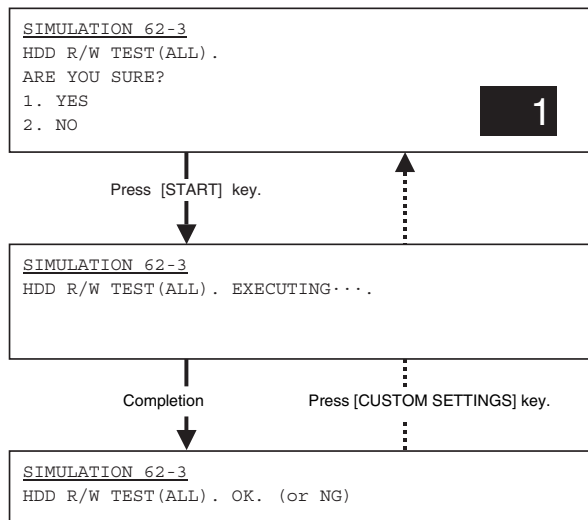 SIMULATION 62-3
HDD R/W TEST(ALL).
ARE YOU SURE?
1. YES
2. NO
1
Press [START] key.
SIMULATION 62-3
HDD R/W TEST(ALL). EXECUTING···.
Completion
Press [CUSTOM SETTINGS] key.
SIMULATION 62-3
HDD R/W TEST(ALL). OK. (or NG)